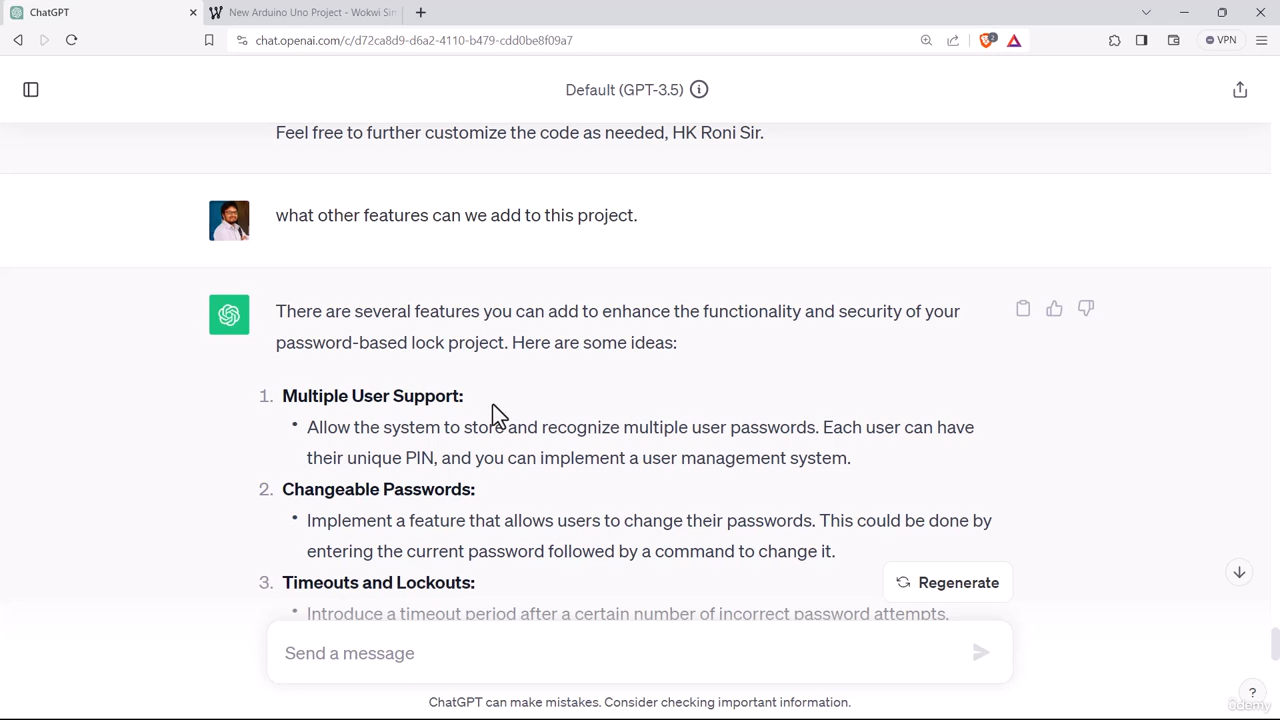 ChatGPT
New Arduino Uno Project - Wokwi Sim
chat.openai.com/c/d72ca8d9-d6a2-4110-b479-cdd0be8f09a7
2
VPN
Default (GPT-3.5)
Feel free to further customize the code as needed, HK Roni Sir.
what other features can we add to this project.
There are several features you can add to enhance the functionality and security of your
password-based lock project. Here are some ideas:
1. Multiple User Support:
• Allow the system to store and recognize multiple user passwords. Each user can have
their unique PIN, and you can implement a user management system.
2. Changeable Passwords:
• Implement a feature that allows users to change their passwords. This could be done by
entering the current password followed by a command to change it.
3. Timeouts and Lockouts:
• Introduce a timeout period after a certain number of incorrect password attempts.
Regenerate
Send a message
ChatGPT can make mistakes. Consider checking important information.
?
ûdemy